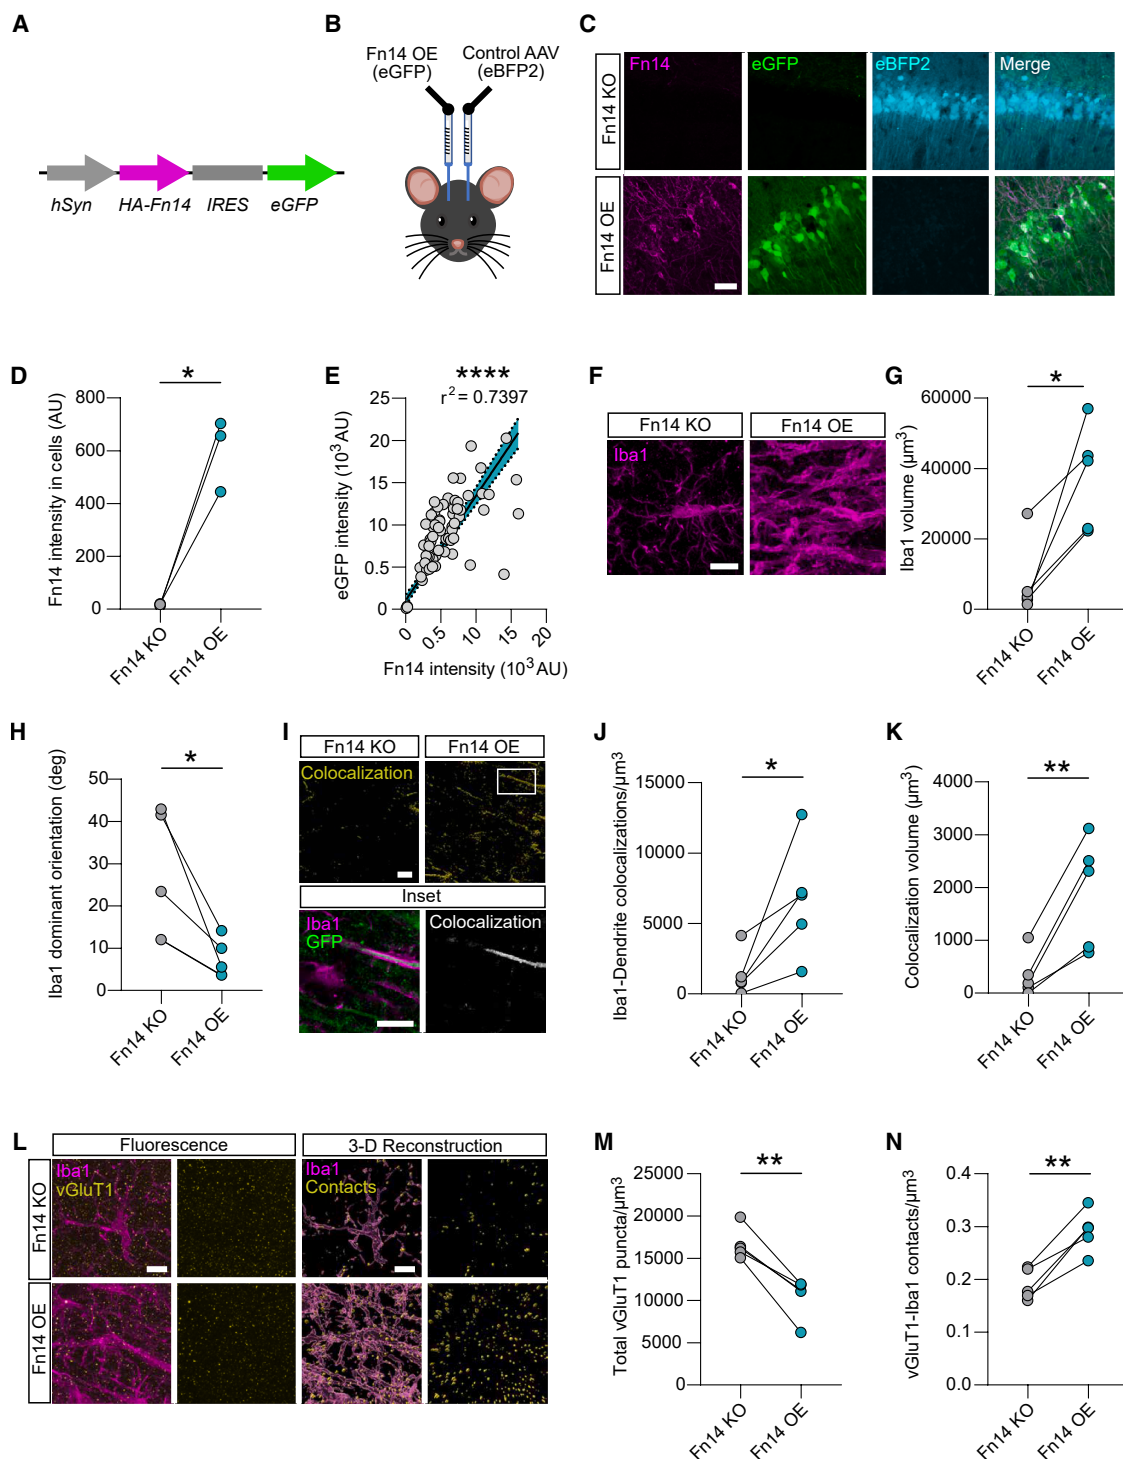 A
hSyn
HA-Fn14
IRES
eGFP
B
Fn14 OE
(eGFP)
Control AAV
(eBFP2)
C
Fn14 KO
Fn14 OE
Fn14
eGFP
eBFP2
Merge
D
*
Fn14 intensity in cells (AU)
800
600
400
200
0
Fn14 KO
Fn14 OE
E
****
r² = 0.7397
eGFP intensity (10³ AU)
25
20
15
10
0.5
0
0
0.5
10
15
20
Fn14 intensity (10³ AU)
F
Fn14 KO
Fn14 OE
Iba1
G
*
Iba1 volume (µm³)
60000
40000
20000
0
Fn14 KO
Fn14 OE
H
*
Iba1 dominant orientation (deg)
50
40
30
20
10
0
Fn14 KO
Fn14 OE
I
Fn14 KO
Fn14 OE
Colocalization
Inset
Iba1
GFP
Colocalization
J
*
Iba1-Dendrite colocalizations/µm³
15000
10000
5000
0
Fn14 KO
Fn14 OE
K
**
Colocalization volume (µm³)
4000
3000
2000
1000
0
Fn14 KO
Fn14 OE
L
Fluorescence
3-D Reconstruction
Fn14 KO
Fn14 OE
Iba1
vGluT1
Iba1
Contacts
M
**
Total vGluT1 puncta/µm3
25000
20000
15000
10000
5000
0
Fn14 KO
Fn14 OE
N
**
vGluT1-Iba1 contacts/µm³
0.4
0.3
0.2
0.1
0.0
Fn14 KO
Fn14 OE